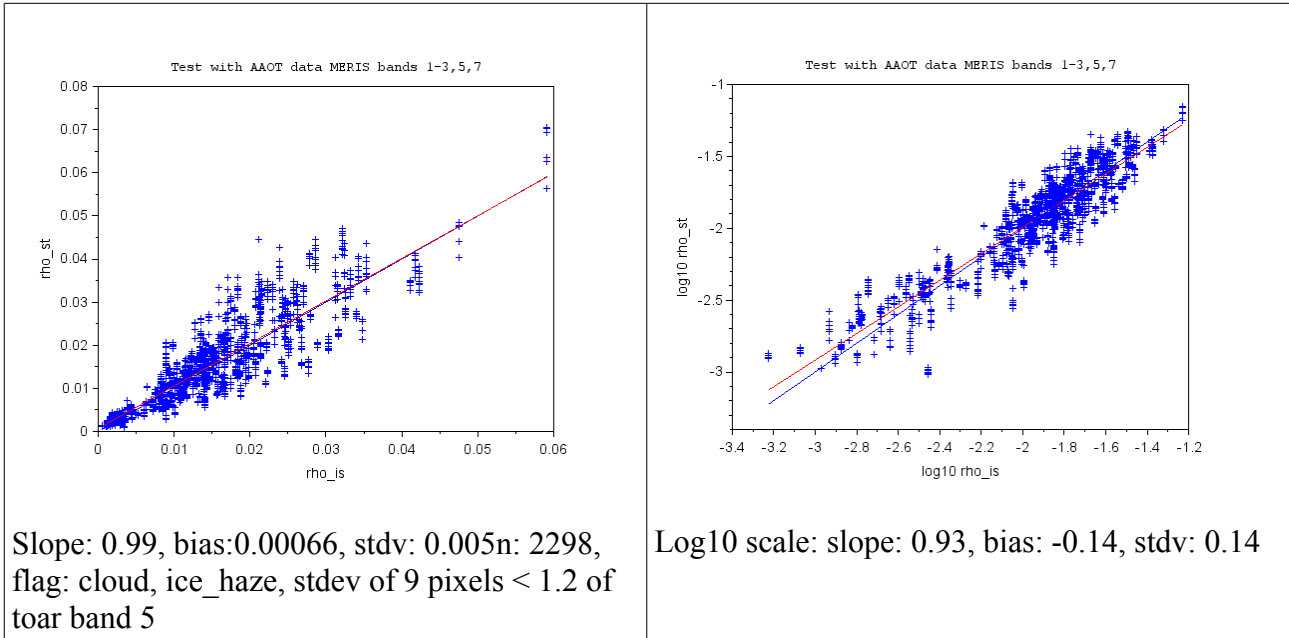 Test with AAOT data MERIS bands 1-3,5,7
0.08
0.07
0.06
0.05
0.04
0.03
0.02
0.01
0
rho_st
0 0.01 0.02 0.03 0.04 0.05 0.06
rho_is
Slope: 0.99, bias:0.00066, stdv: 0.005n: 2298,
flag: cloud, ice_haze, stdev of 9 pixels < 1.2 of
toar band 5
Test with AAOT data MERIS bands 1-3,5,7
-1
-1.5
-2
-2.5
-3
log10 rho_st
-3.4 -3.2 -3 -2.8 -2.6 -2.4 -2.2 -2 -1.8 -1.6 -1.4 -1.2
log10 rho_is
Log10 scale: slope: 0.93, bias: -0.14, stdv: 0.14